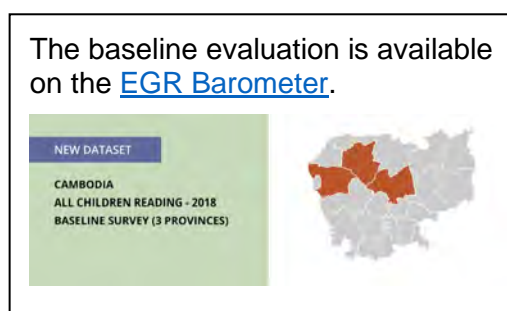 The baseline evaluation is available
on the EGR Barometer.
NEW DATASET
CAMBODIA
ALL CHILDREN READING - 2018
BASELINE SURVEY (3 PROVINCES)